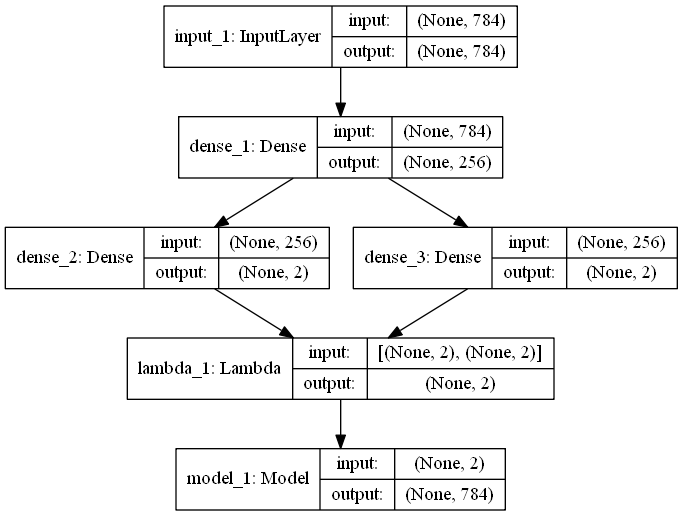 input_1: InputLayer
input: (None, 784)
output: (None, 784)
dense_1: Dense
input: (None, 784)
output: (None, 256)
dense_2: Dense
input: (None, 256)
output: (None, 2)
dense_3: Dense
input: (None, 256)
output: (None, 2)
lambda_1: Lambda
input: [(None, 2), (None, 2)]
output: (None, 2)
model_1: Model
input: (None, 2)
output: (None, 784)